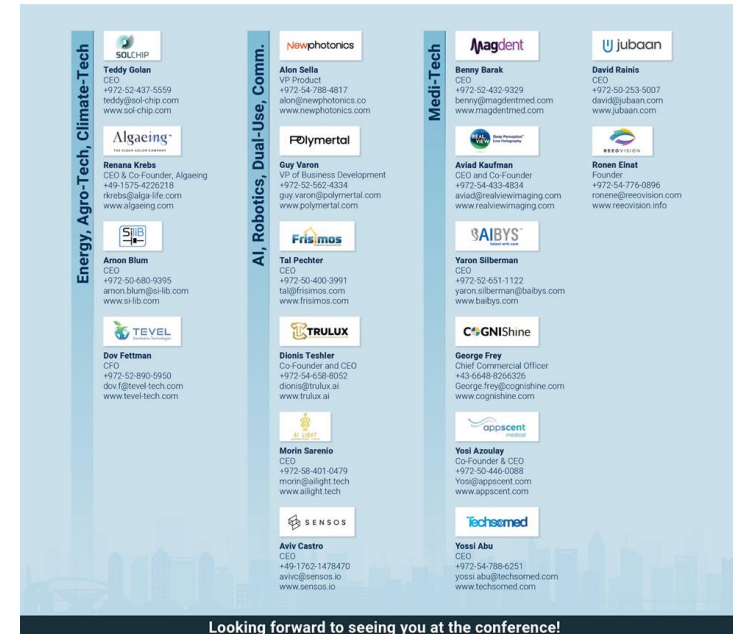 Energy, Agro-Tech, Climate-Tech
SOLCHIP
Teddy Golan
CEO
+972-52-437-5559
teddy@sol-chip.com
www.sol-chip.com
Algaeing™
THE CLEAN COLOR COMPANY
Renana Krebs
CEO & Co-Founder, Algaeing
+49-1575-4226218
rkrebs@alga-life.com
www.algaeing.com
SiliB
Arnon Blum
CEO
+972-50-680-9395
arnon.blum@si-lib.com
www.si-lib.com
TEVEL
Dov Fettman
CFO
+972-52-890-5950
dov.f@tevel-tech.com
www.tevel-tech.com
AI, Robotics, Dual-Use, Comm.
Newphotonics
Alon Sella
VP Product
+972-54-788-4817
alon@newphotonics.co
www.newphotonics.com
Polymertal
Guy Varon
VP of Business Development
+972-52-562-4334
guy.varon@polymertal.com
www.polymertal.com
Frisimos
Tal Pechter
CEO
+972-50-400-3991
tal@frisimos.com
www.frisimos.com
TRULUX
Dionis Teshler
Co-Founder and CEO
+972-54-658-8052
dionis@trulux.ai
www.trulux.ai
AI LIGHT
Morin Sarenio
CEO
+972-58-401-0479
morin@ailight.tech
www.ailight.tech
SENSOS
Aviv Castro
CEO
+49-1762-1478470
avivc@sensos.io
www.sensos.io
Medi-Tech
Magdent
Benny Barak
CEO
+972-52-432-9329
benny@magdentmed.com
www.magdentmed.com
REAL VIEW
Deep Perception™
Live Holography
Aviad Kaufman
CEO and Co-Founder
+972-54-433-4834
aviad@realviewimaging.com
www.realviewimaging.com
BAIBYS™
Select with care
Yaron Silberman
CEO
+972-52-651-1122
yaron.silberman@baibys.com
www.baibys.com
COGNIShine
George Frey
Chief Commercial Officer
+43-6648-8266326
George.frey@cognishine.com
www.cognishine.com
appscent
medical
Yosi Azoulay
Co-Founder & CEO
+972-50-446-0088
Yosi@appscent.com
www.appscent.com
Techsomed
Yossi Abu
CEO
+972-54-788-6251
yossi.abu@techsomed.com
www.techsomed.com
jubaan
David Rainis
CEO
+972-50-253-5007
david@jubaan.com
www.jubaan.com
REEOVISION
Ronen Einat
Founder
+972-54-776-0896
ronene@reeovision.com
www.reeovision.info
Looking forward to seeing you at the conference!